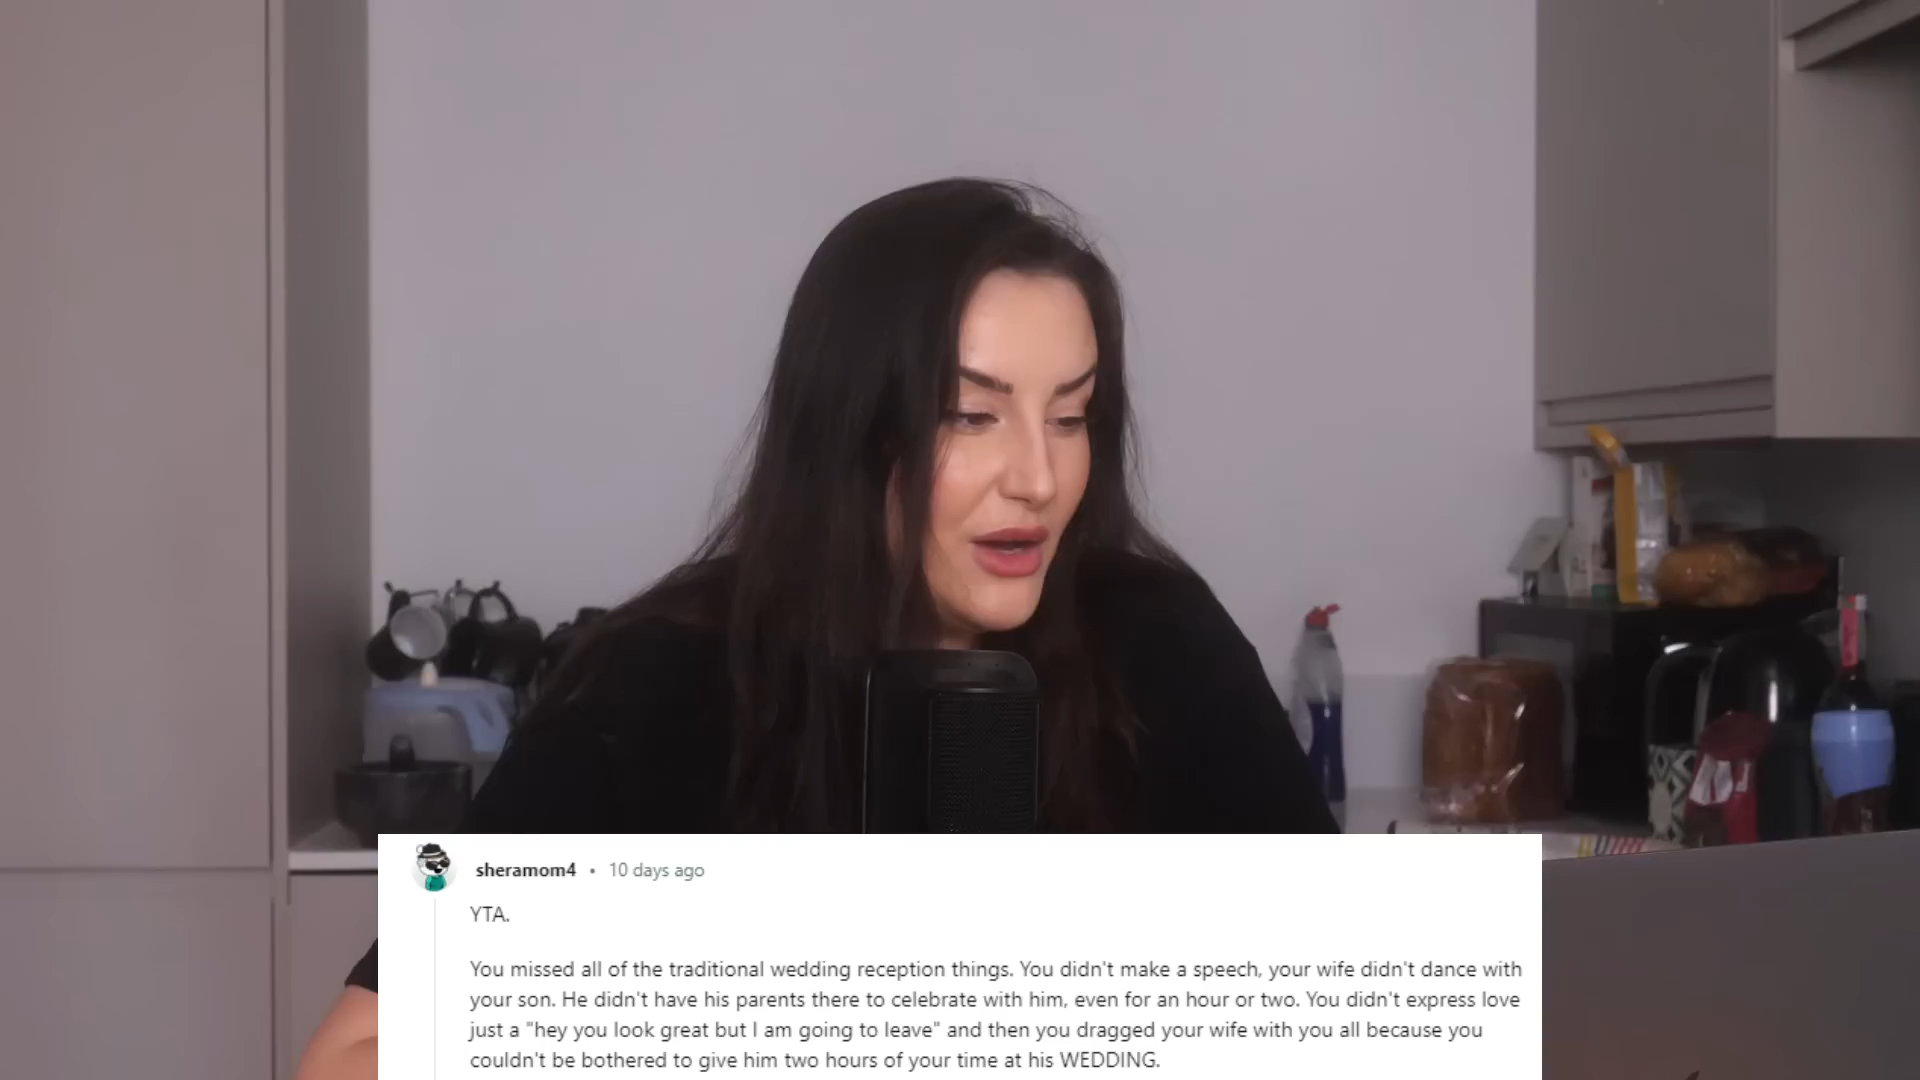 sheramom4 • 10 days ago
YTA.
You missed all of the traditional wedding reception things. You didn't make a speech, your wife didn't dance with
your son. He didn't have his parents there to celebrate with him, even for an hour or two. You didn't express love
just a "hey you look great but I am going to leave" and then you dragged your wife with you all because you
couldn't be bothered to give him two hours of your time at his WEDDING.